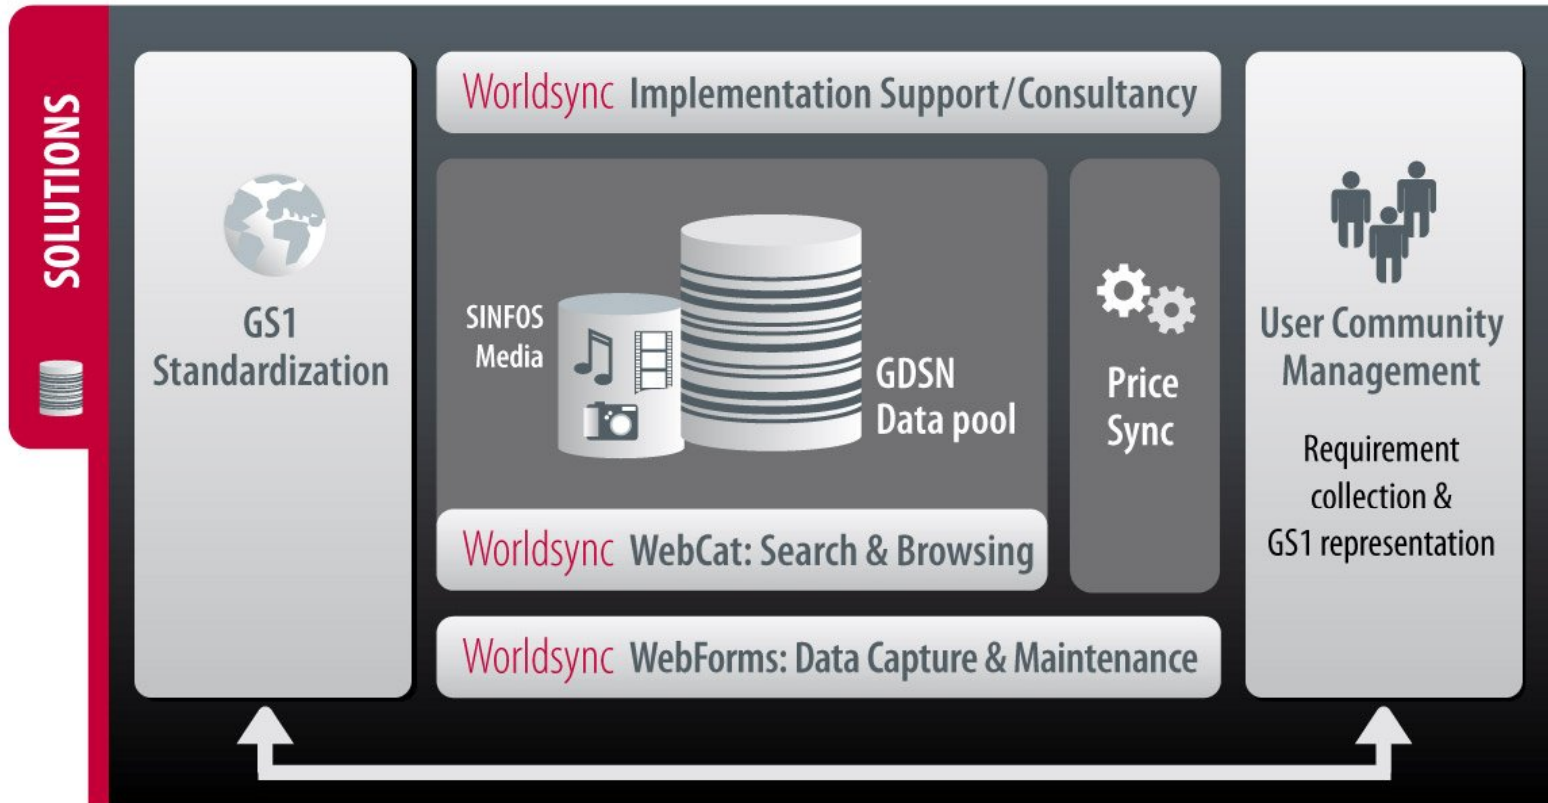 SOLUTIONS
GS1
Standardization
Worldsync Implementation Support/Consultancy
SINFOS
Media
GDSN
Data pool
Price
Sync
Worldsync WebCat: Search & Browsing
Worldsync WebForms: Data Capture & Maintenance
User Community
Management
Requirement
collection &
GS1 representation